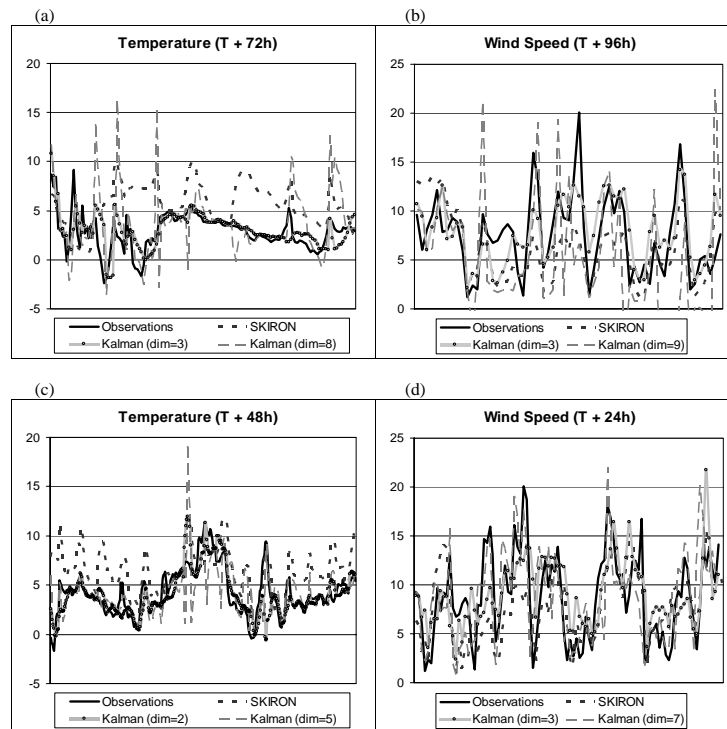 (a) (b)
Temperature (T + 72h)
20
15
10
5
0
-5
Observations SKIRON
Kalman (dim=3) Kalman (dim=8)
Wind Speed (T + 96h)
25
20
15
10
5
0
Observations SKIRON
Kalman (dim=3) Kalman (dim=9)
(c) (d)
Temperature (T + 48h)
20
15
10
5
0
-5
Observations SKIRON
Kalman (dim=2) Kalman (dim=5)
Wind Speed (T + 24h)
25
20
15
10
5
0
Observations SKIRON
Kalman (dim=3) Kalman (dim=7)